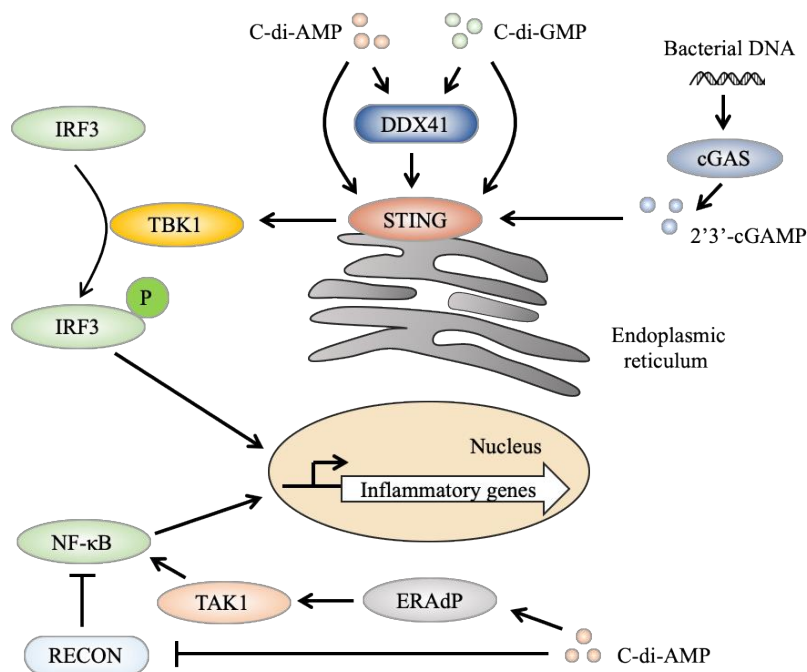 C-di-AMP
C-di-GMP
Bacterial DNA
IRF3
DDX41
cGAS
TBK1
STING
2’3’-cGAMP
P
IRF3
Endoplasmic
reticulum
Nucleus
Inflammatory genes
NF-κB
TAK1
ERAdP
RECON
C-di-AMP